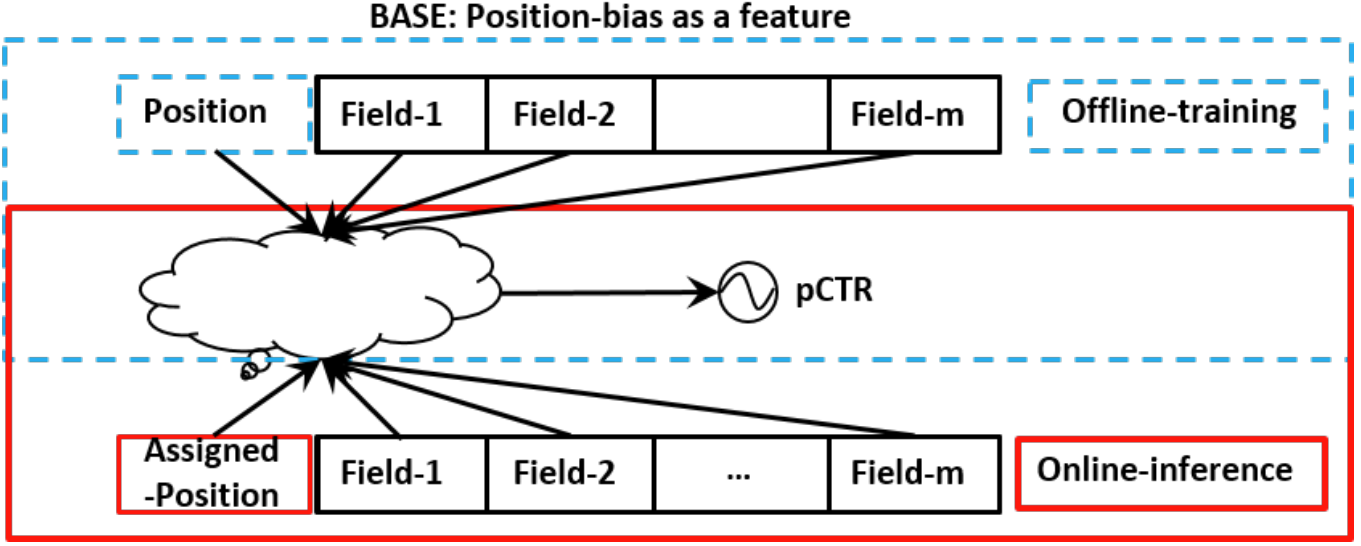 BASE: Position-bias as a feature
Position Field-1 Field-2 Field-m Offline-training
pCTR
Assigned
-Position Field-1 Field-2 ... Field-m Online-inference